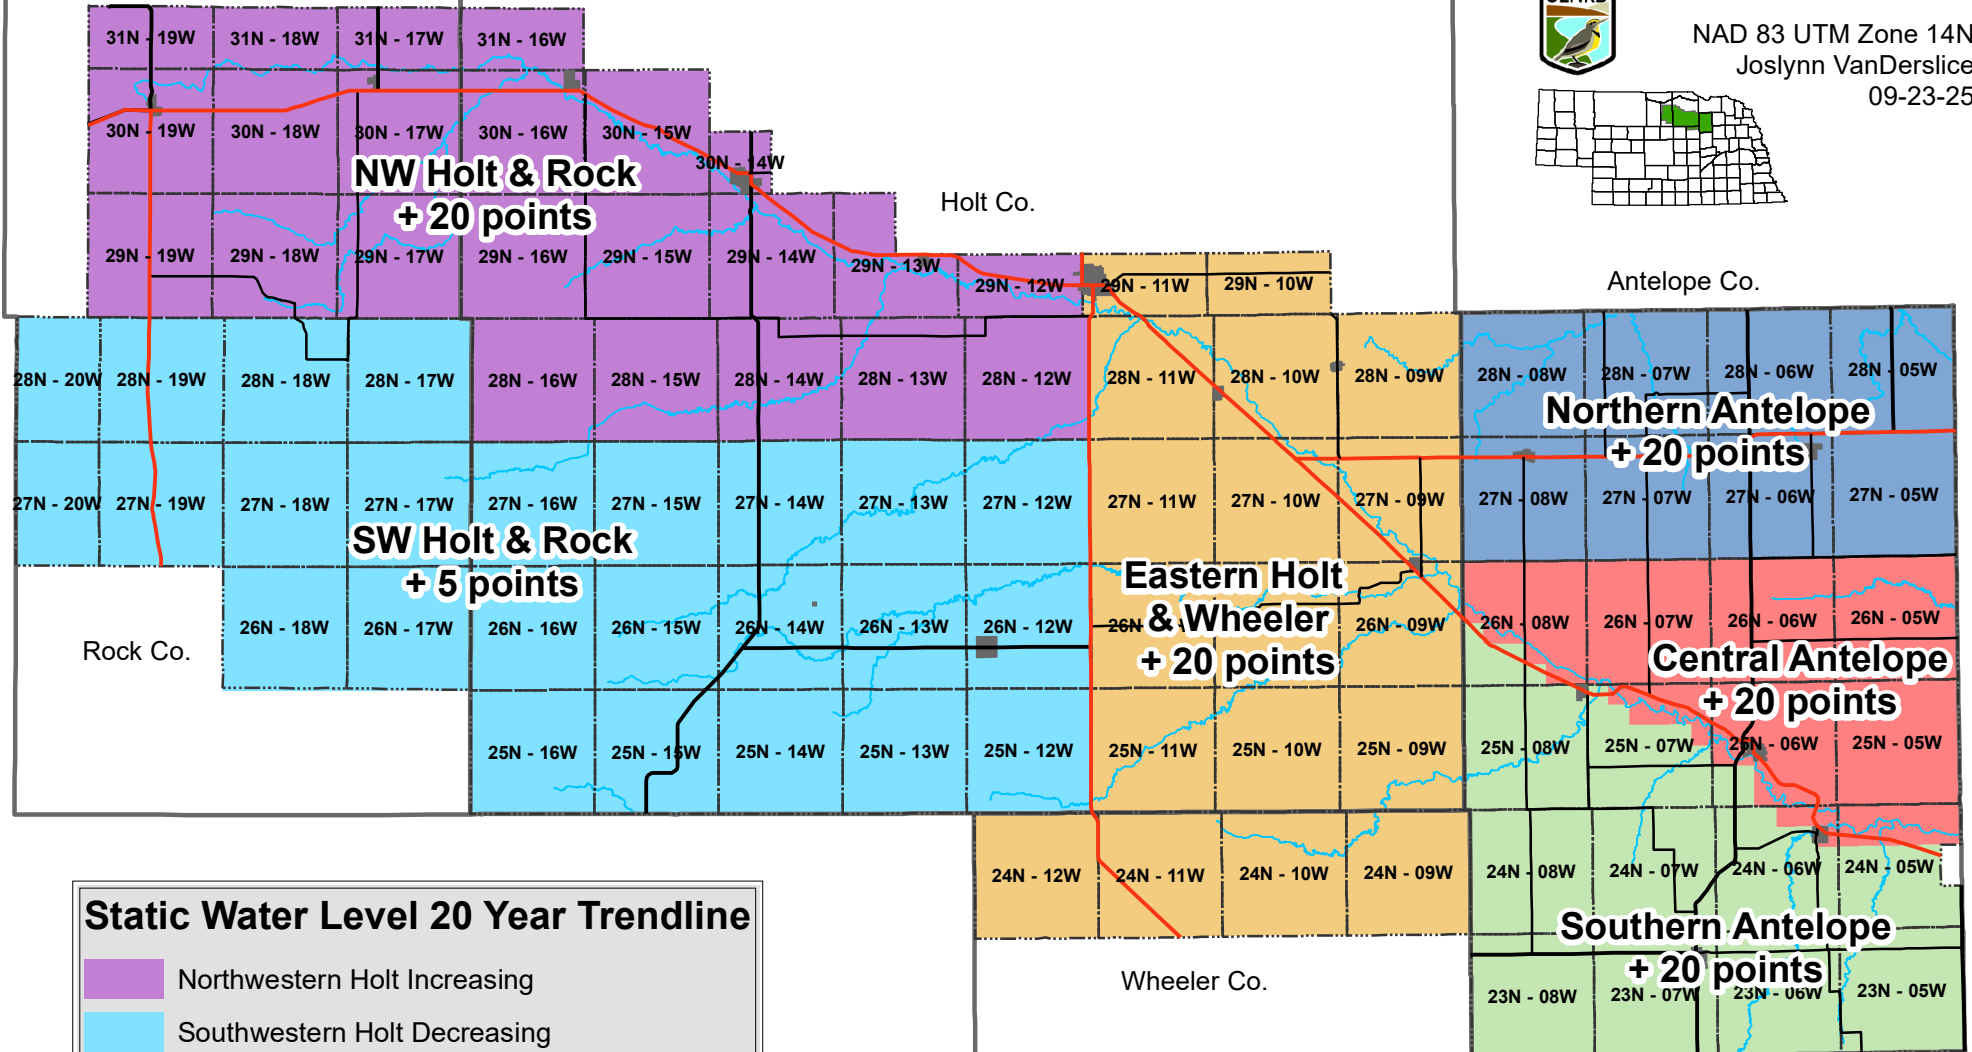 NAD 83 UTM Zone 14N
Joslynn VanDerslice
09-23-25
31N - 19W
31N - 18W
31N - 17W
31N - 16W
30N - 19W
30N - 18W
30N - 17W
30N - 16W
30N - 15W
30N - 14W
NW Holt & Rock
+ 20 points
Holt Co.
29N - 19W
29N - 18W
29N - 17W
29N - 16W
29N - 15W
29N - 14W
29N - 13W
29N - 12W
29N - 11W
29N - 10W
Antelope Co.
28N - 20W
28N - 19W
28N - 18W
28N - 17W
28N - 16W
28N - 15W
28N - 14W
28N - 13W
28N - 12W
28N - 11W
28N - 10W
28N - 09W
28N - 08W
28N - 07W
28N - 06W
28N - 05W
Northern Antelope
+ 20 points
27N - 20W
27N - 19W
27N - 18W
27N - 17W
27N - 16W
27N - 15W
27N - 14W
27N - 13W
27N - 12W
27N - 11W
27N - 10W
27N - 09W
27N - 08W
27N - 07W
27N - 06W
27N - 05W
SW Holt & Rock
+ 5 points
Eastern Holt
& Wheeler
+ 20 points
Rock Co.
26N - 18W
26N - 17W
26N - 16W
26N - 15W
26N - 14W
26N - 13W
26N - 12W
26N
26N - 09W
26N - 08W
26N - 07W
26N - 06W
26N - 05W
Central Antelope
+ 20 points
25N - 16W
25N - 15W
25N - 14W
25N - 13W
25N - 12W
25N - 11W
25N - 10W
25N - 09W
25N - 08W
25N - 07W
25N - 06W
25N - 05W
24N - 12W
24N - 11W
24N - 10W
24N - 09W
24N - 08W
24N - 07W
24N - 06W
24N - 05W
Southern Antelope
+ 20 points
Wheeler Co.
23N - 08W
23N - 07W
23N - 06W
23N - 05W
Static Water Level 20 Year Trendline
Northwestern Holt Increasing
Southwestern Holt Decreasing